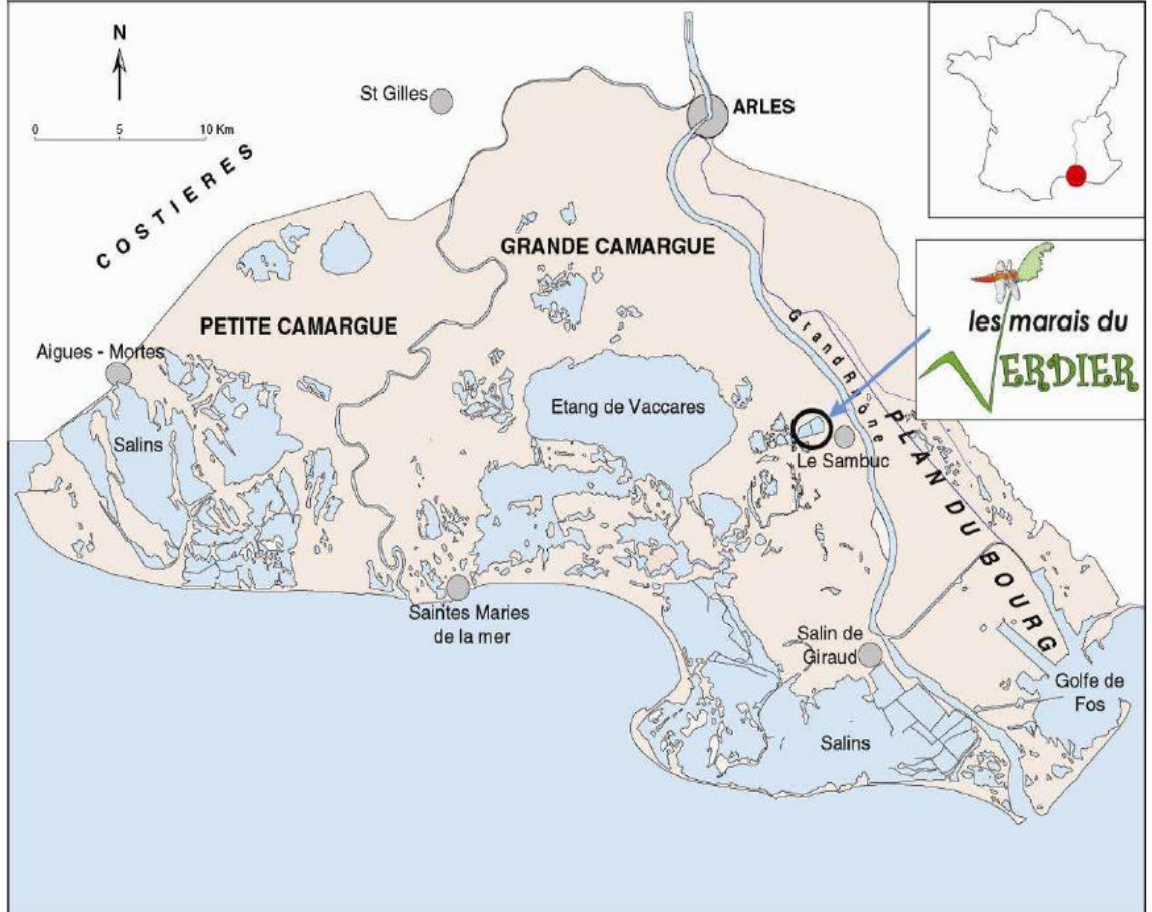 N
0 5 10 Km
St Gilles
ARLES
COSTIERES
GRANDE CAMARGUE
PETITE CAMARGUE
les marais du
VERDIER
Aigues - Mortes
Grand Rhône
Etang de Vaccares
PLAN DU BOURG
Salins
Le Sambuc
Saintes Maries
de la mer
Salin de
Giraud
Golfe de
Fos
Salins